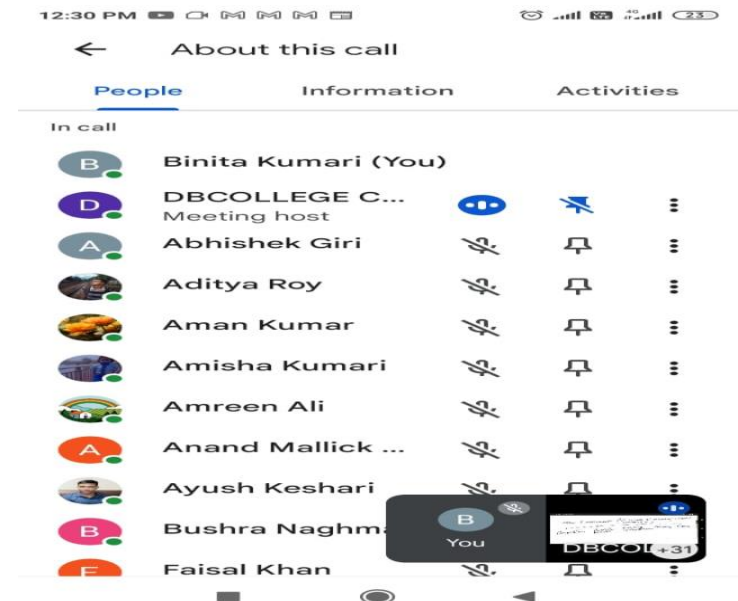 12:30 PM 4G 23
About this call
People Information Activities
In call
B Binita Kumari (You)
D DBCOLLEGE C...
Meeting host
A Abhishek Giri
Aditya Roy
Aman Kumar
Amisha Kumari
Amreen Ali
A Anand Mallick ...
Ayush Keshari
B Bushra Naghm
F Faisal Khan
B
You
DBCOL +31